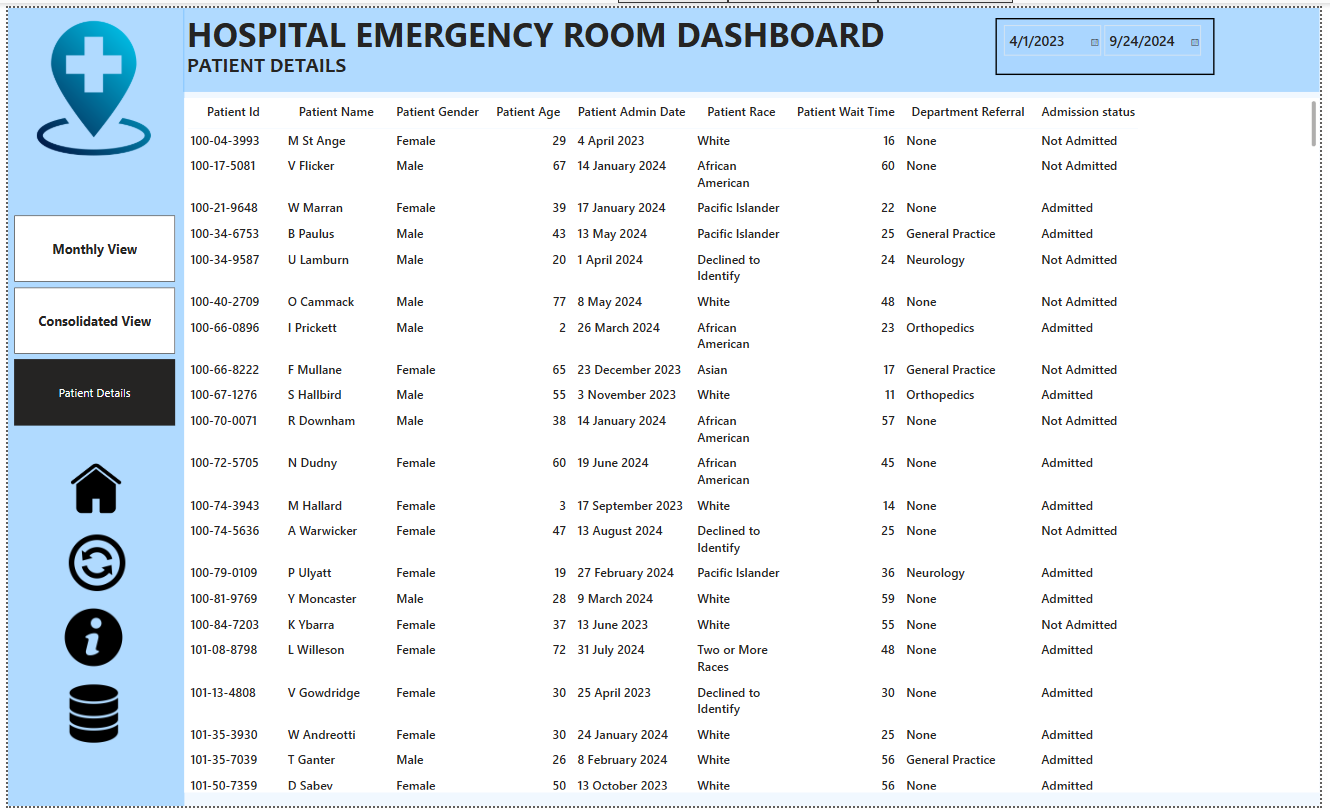 HOSPITAL EMERGENCY ROOM DASHBOARD
PATIENT DETAILS
4/1/2023 9/24/2024
Monthly View
Consolidated View
Patient Details
Patient Id Patient Name Patient Gender Patient Age Patient Admin Date Patient Race Patient Wait Time Department Referral Admission status
100-04-3993 M St Ange Female 29 4 April 2023 White 16 None Not Admitted
100-17-5081 V Flicker Male 67 14 January 2024 African 60 None Not Admitted
American
100-21-9648 W Marran Female 39 17 January 2024 Pacific Islander 22 None Admitted
100-34-6753 B Paulus Male 43 13 May 2024 Pacific Islander 25 General Practice Admitted
100-34-9587 U Lamburn Male 20 1 April 2024 Declined to 24 Neurology Not Admitted
Identify
100-40-2709 O Cammack Male 77 8 May 2024 White 48 None Not Admitted
100-66-0896 I Prickett Male 2 26 March 2024 African 23 Orthopedics Admitted
American
100-66-8222 F Mullane Female 65 23 December 2023 Asian 17 General Practice Not Admitted
100-67-1276 S Hallbird Male 55 3 November 2023 White 11 Orthopedics Admitted
100-70-0071 R Downham Male 38 14 January 2024 African 57 None Not Admitted
American
100-72-5705 N Dudny Female 60 19 June 2024 African 45 None Admitted
American
100-74-3943 M Hallard Female 3 17 September 2023 White 14 None Admitted
100-74-5636 A Warwicker Female 47 13 August 2024 Declined to 25 None Not Admitted
Identify
100-79-0109 P Ulyatt Female 19 27 February 2024 Pacific Islander 36 Neurology Admitted
100-81-9769 Y Moncaster Male 28 9 March 2024 White 59 None Admitted
100-84-7203 K Ybarra Female 37 13 June 2023 White 55 None Not Admitted
101-08-8798 L Willeson Female 72 31 July 2024 Two or More 48 None Admitted
Races
101-13-4808 V Gowdridge Female 30 25 April 2023 Declined to 30 None Admitted
Identify
101-35-3930 W Andreotti Female 30 24 January 2024 White 25 None Admitted
101-35-7039 T Ganter Male 26 8 February 2024 White 56 General Practice Admitted
101-50-7359 D Sabey Female 50 13 October 2023 White 56 None Admitted